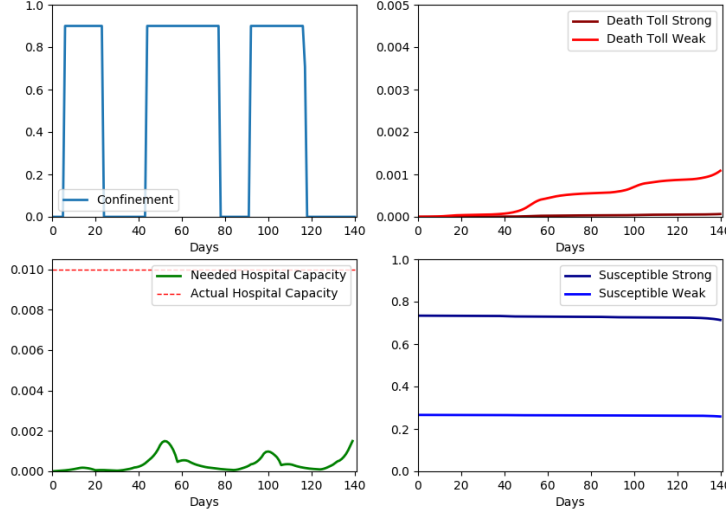 1.0
0.8
0.6
0.4
0.2
0.0
Confinement
0 20 40 60 80 100 120 140
Days
0.005
0.004
0.003
0.002
0.001
0.000
Death Toll Strong
Death Toll Weak
0 20 40 60 80 100 120 140
Days
0.010
0.008
0.006
0.004
0.002
0.000
Needed Hospital Capacity
Actual Hospital Capacity
0 20 40 60 80 100 120 140
Days
1.0
0.8
0.6
0.4
0.2
0.0
Susceptible Strong
Susceptible Weak
0 20 40 60 80 100 120 140
Days